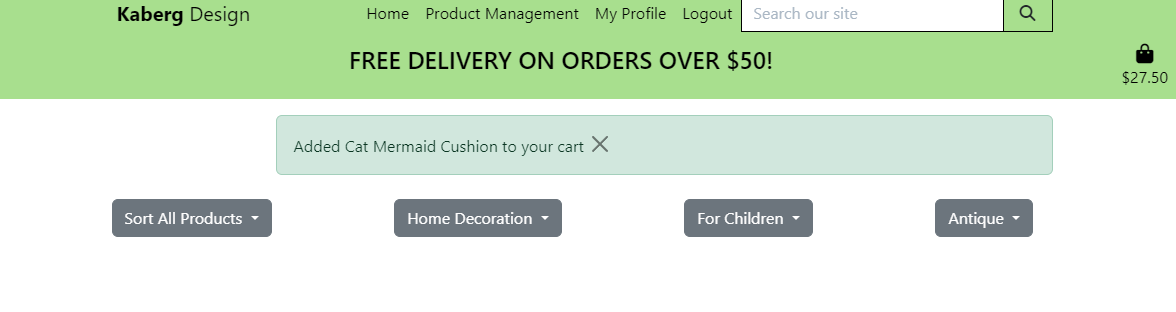 Kaberg Design Home Product Management My Profile Logout Search our site
FREE DELIVERY ON ORDERS OVER $50!
$27.50
Added Cat Mermaid Cushion to your cart
Sort All Products Home Decoration For Children Antique